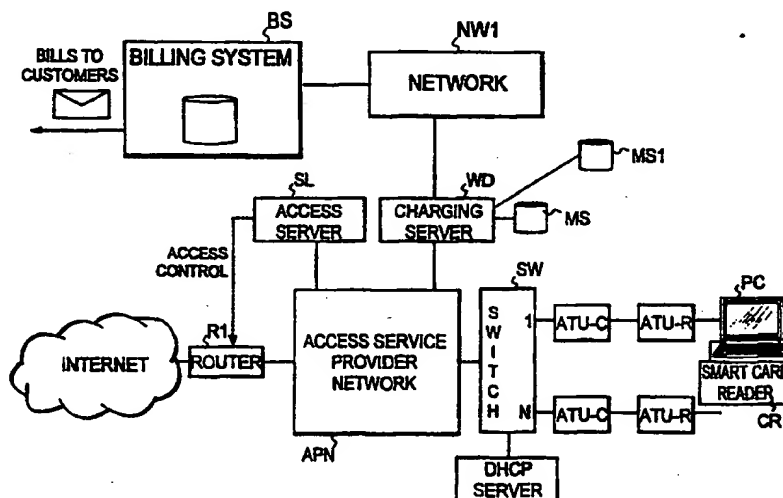 BS
BILLS TO
CUSTOMERS
BILLING SYSTEM
NW1
NETWORK
MS1
SL
ACCESS
SERVER
WD
CHARGING
SERVER
MS
ACCESS
CONTROL
SW
PC
R1
INTERNET
ROUTER
ACCESS SERVICE
PROVIDER
NETWORK
SWITCH
1
ATU-C
ATU-R
SMART CARD
READER
N
ATU-C
ATU-R
CR
APN
DHCP
SERVER